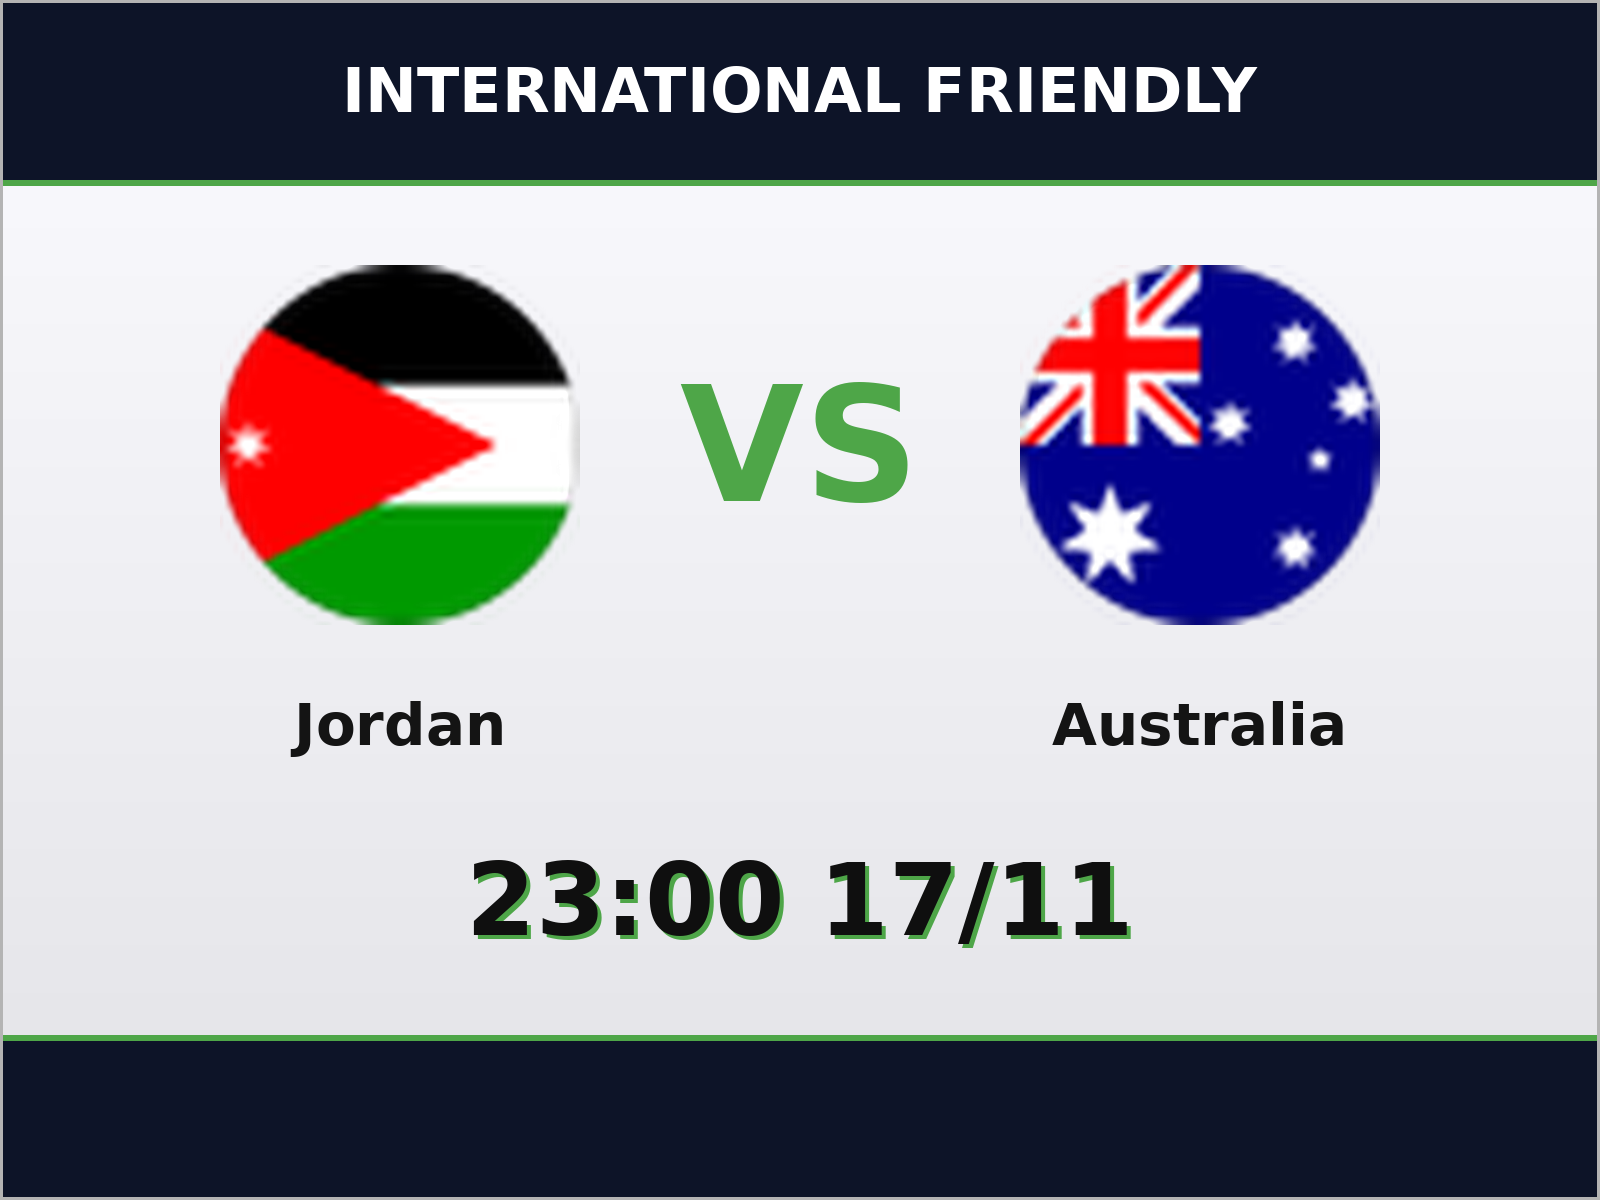 INTERNATIONAL FRIENDLY
VS
Jordan
Australia
23:00 17/11